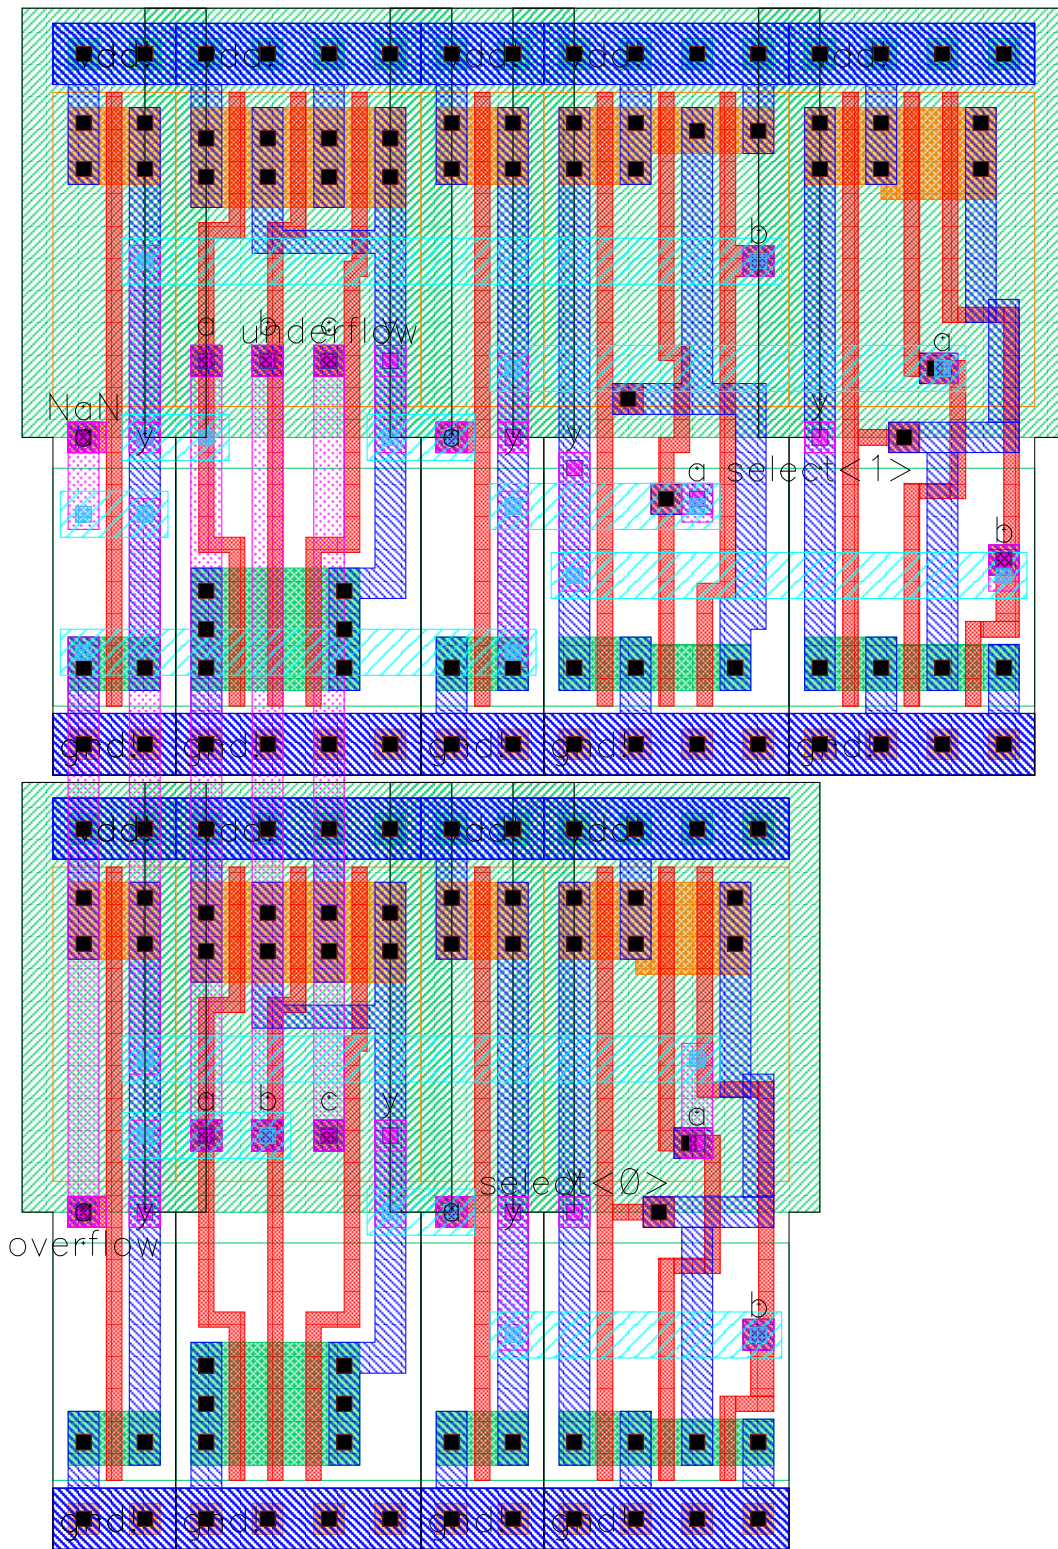 vdd! vdd! vdd! vdd! vdd!
b
a b c y
underflow
a
NaN
y
a y a y y
a select<1>
b
gnd! gnd! gnd! gnd! gnd!
vdd! vdd! vdd! vdd!
a b c y
a
select<0>
a y a y y
overflow
b
gnd! gnd! gnd! gnd!